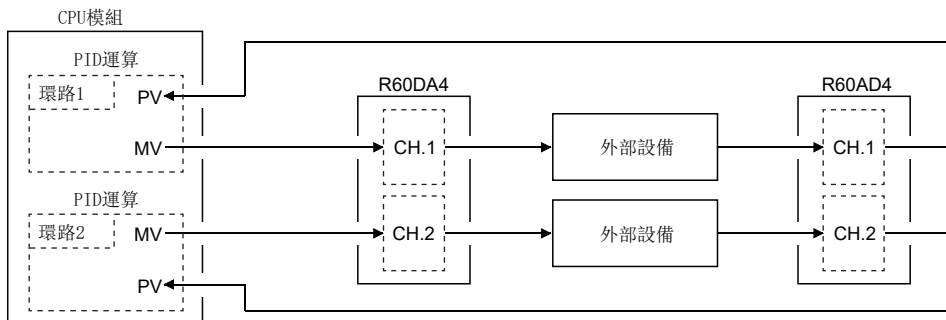 CPU模組
PID運算
環路1
PV
MV
PID運算
環路2
MV
PV
R60DA4
CH.1
CH.2
外部設備
外部設備
R60AD4
CH.1
CH.2